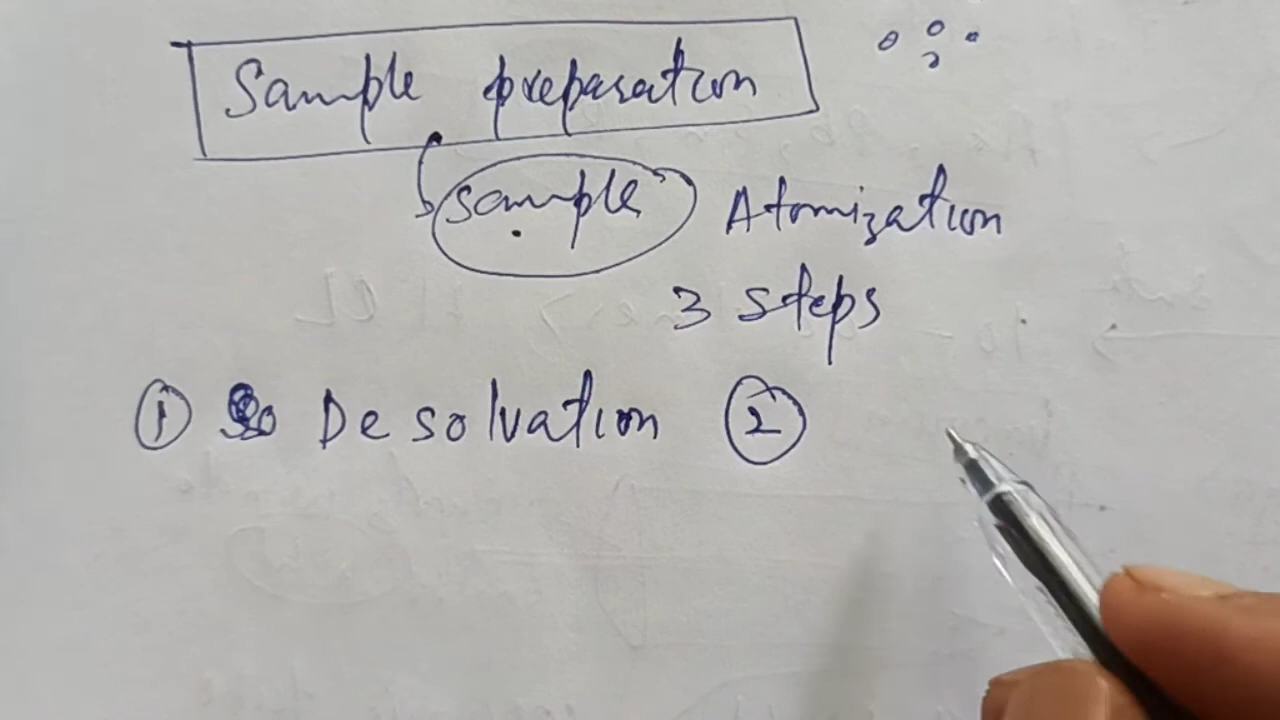 Sample preparation
sample Atomization
3 steps
① Desolvation ②